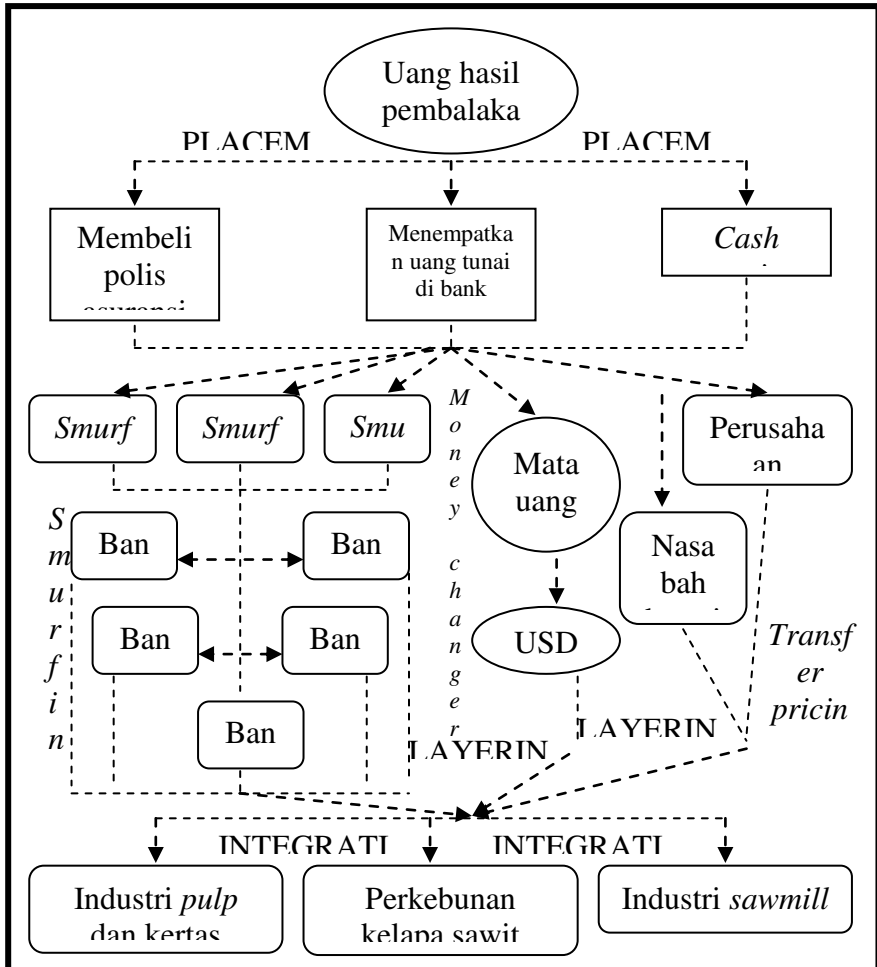 Uang hasil
pembalaka
PLACEM
PLACEM
Membeli
polis
asuransi
Menempatka
n uang tunai
di bank
Cash
Smurf
Smurf
Smu
Money changer
Mata
uang
Perusaha
an
Smurfin
Ban
Ban
Nasa
bah
Ban
Ban
USD
Transf
er
pricin
Ban
LAYERIN
LAYERIN
INTEGRATI
INTEGRATI
Industri pulp
dan kertas
Perkebunan
kelapa sawit
Industri sawmill